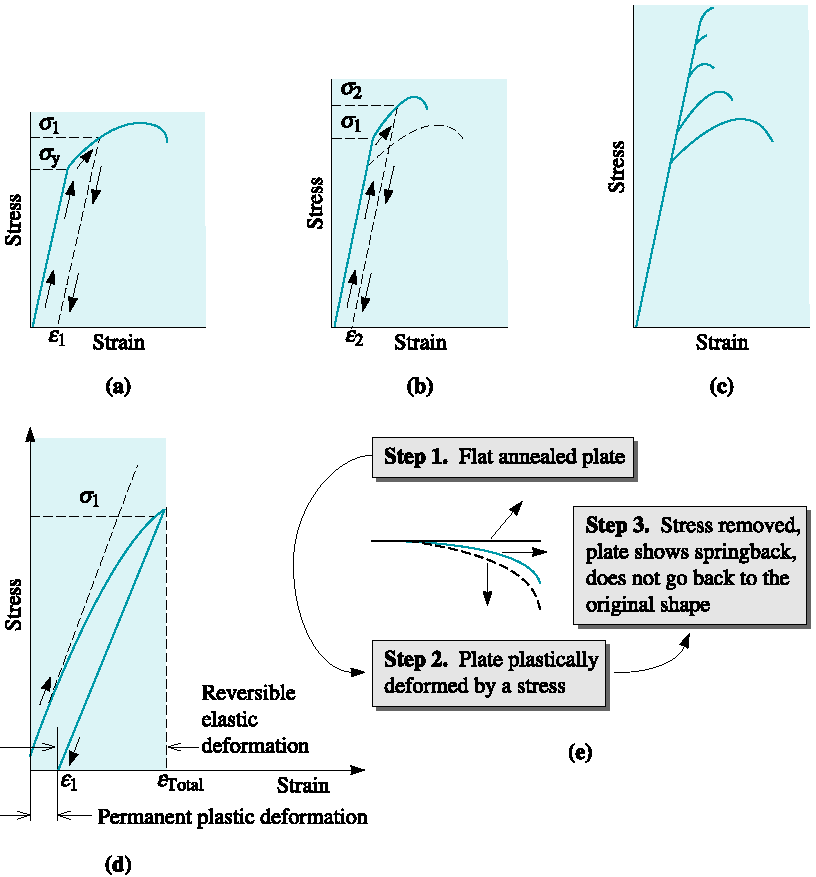 σ1
σy
Stress
ε1
Strain
(a)
σ2
σ1
Stress
ε2
Strain
(b)
Stress
Strain
(c)
σ1
Stress
Reversible
elastic
deformation
ε1
eTotal
Strain
Permanent plastic deformation
(d)
Step 1. Flat annealed plate
Step 3. Stress removed,
plate shows springback,
does not go back to the
original shape
Step 2. Plate plastically
deformed by a stress
(e)